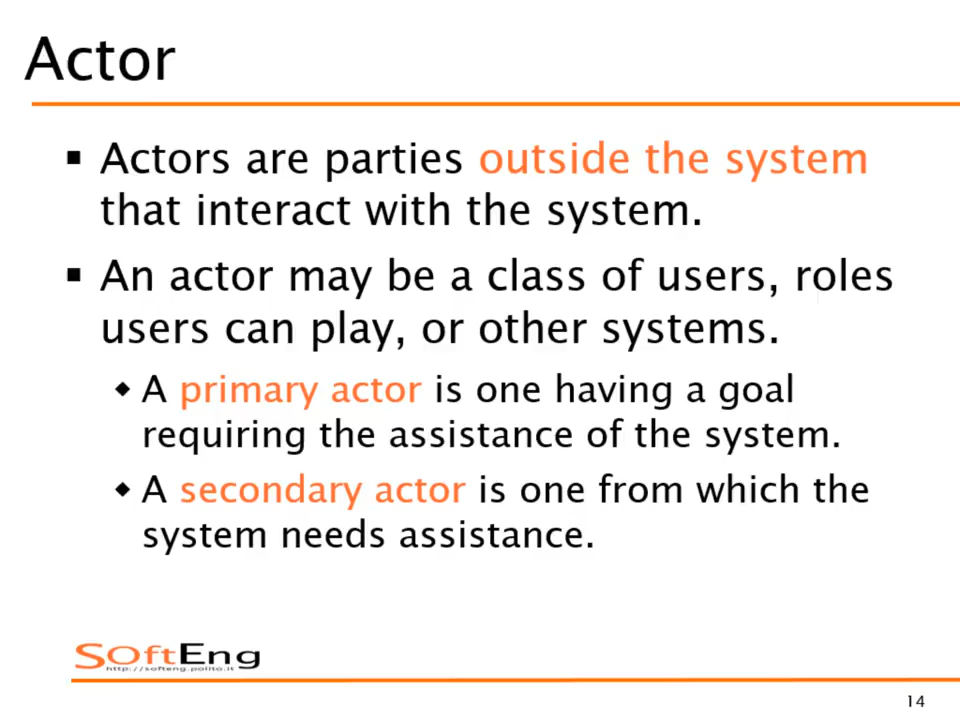 Actor
▪ Actors are parties outside the system
that interact with the system.
▪ An actor may be a class of users, roles
users can play, or other systems.
◆ A primary actor is one having a goal
requiring the assistance of the system.
◆ A secondary actor is one from which the
system needs assistance.
SOftEng
http://softeng.polito.it
14